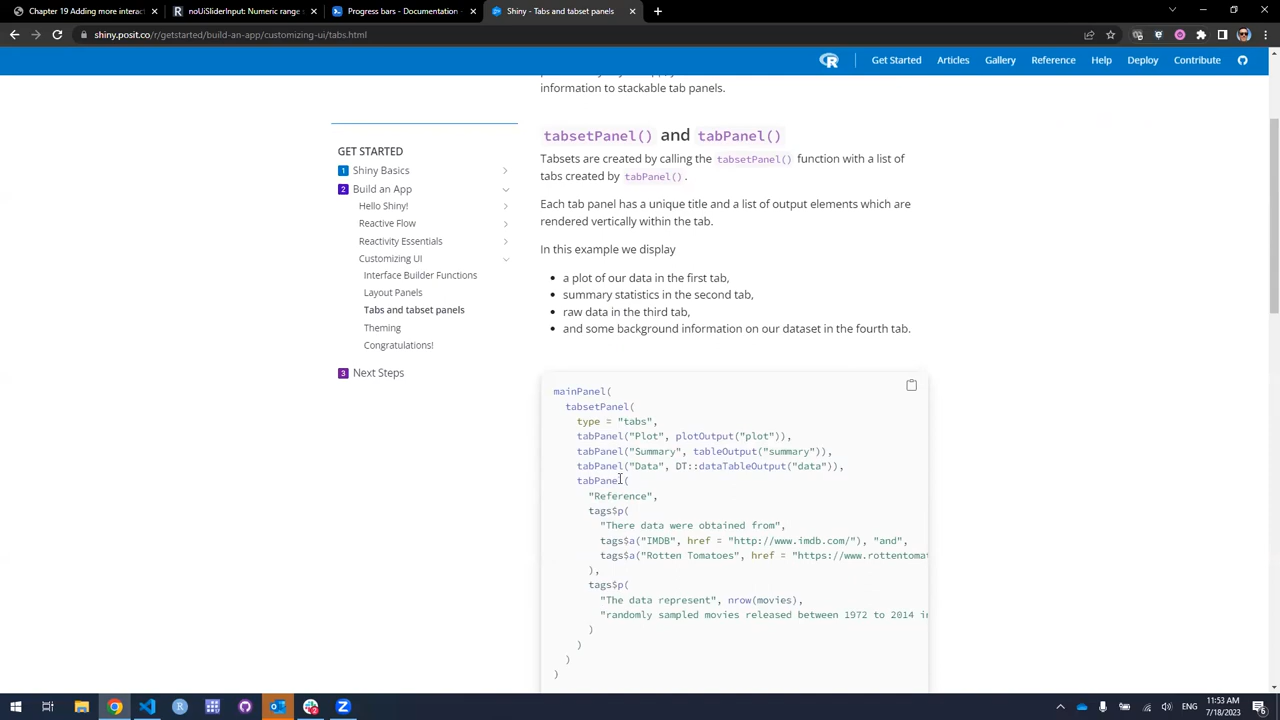 Chapter 19 Adding more interact
noUiSliderInput: Numeric range s
Progress bars — Documentation
Shiny - Tabs and tabset panels
shiny.posit.co/r/getstarted/build-an-app/customizing-ui/tabs.html
Get Started
Articles
Gallery
Reference
Help
Deploy
Contribute
information to stackable tab panels.
tabsetPanel() and tabPanel()
Tabsets are created by calling the tabsetPanel() function with a list of
tabs created by tabPanel().
Each tab panel has a unique title and a list of output elements which are
rendered vertically within the tab.
In this example we display
a plot of our data in the first tab,
summary statistics in the second tab,
raw data in the third tab,
and some background information on our dataset in the fourth tab.
GET STARTED
1 Shiny Basics
2 Build an App
Hello Shiny!
Reactive Flow
Reactivity Essentials
Customizing UI
Interface Builder Functions
Layout Panels
Tabs and tabset panels
Theming
Congratulations!
3 Next Steps
mainPanel(
tabsetPanel(
type = "tabs",
tabPanel("Plot", plotOutput("plot")),
tabPanel("Summary", tableOutput("summary")),
tabPanel("Data", DT::dataTableOutput("data")),
tabPanel(
"Reference",
tags$p(
"There data were obtained from",
tags$a("IMDB", href = "http://www.imdb.com/"), "and",
tags$a("Rotten Tomatoes", href = "https://www.rottentomat
),
tags$p(
"The data represent", nrow(movies),
"randomly sampled movies released between 1972 to 2014 in
)
)
)
)
ENG
11:53 AM
7/18/2023